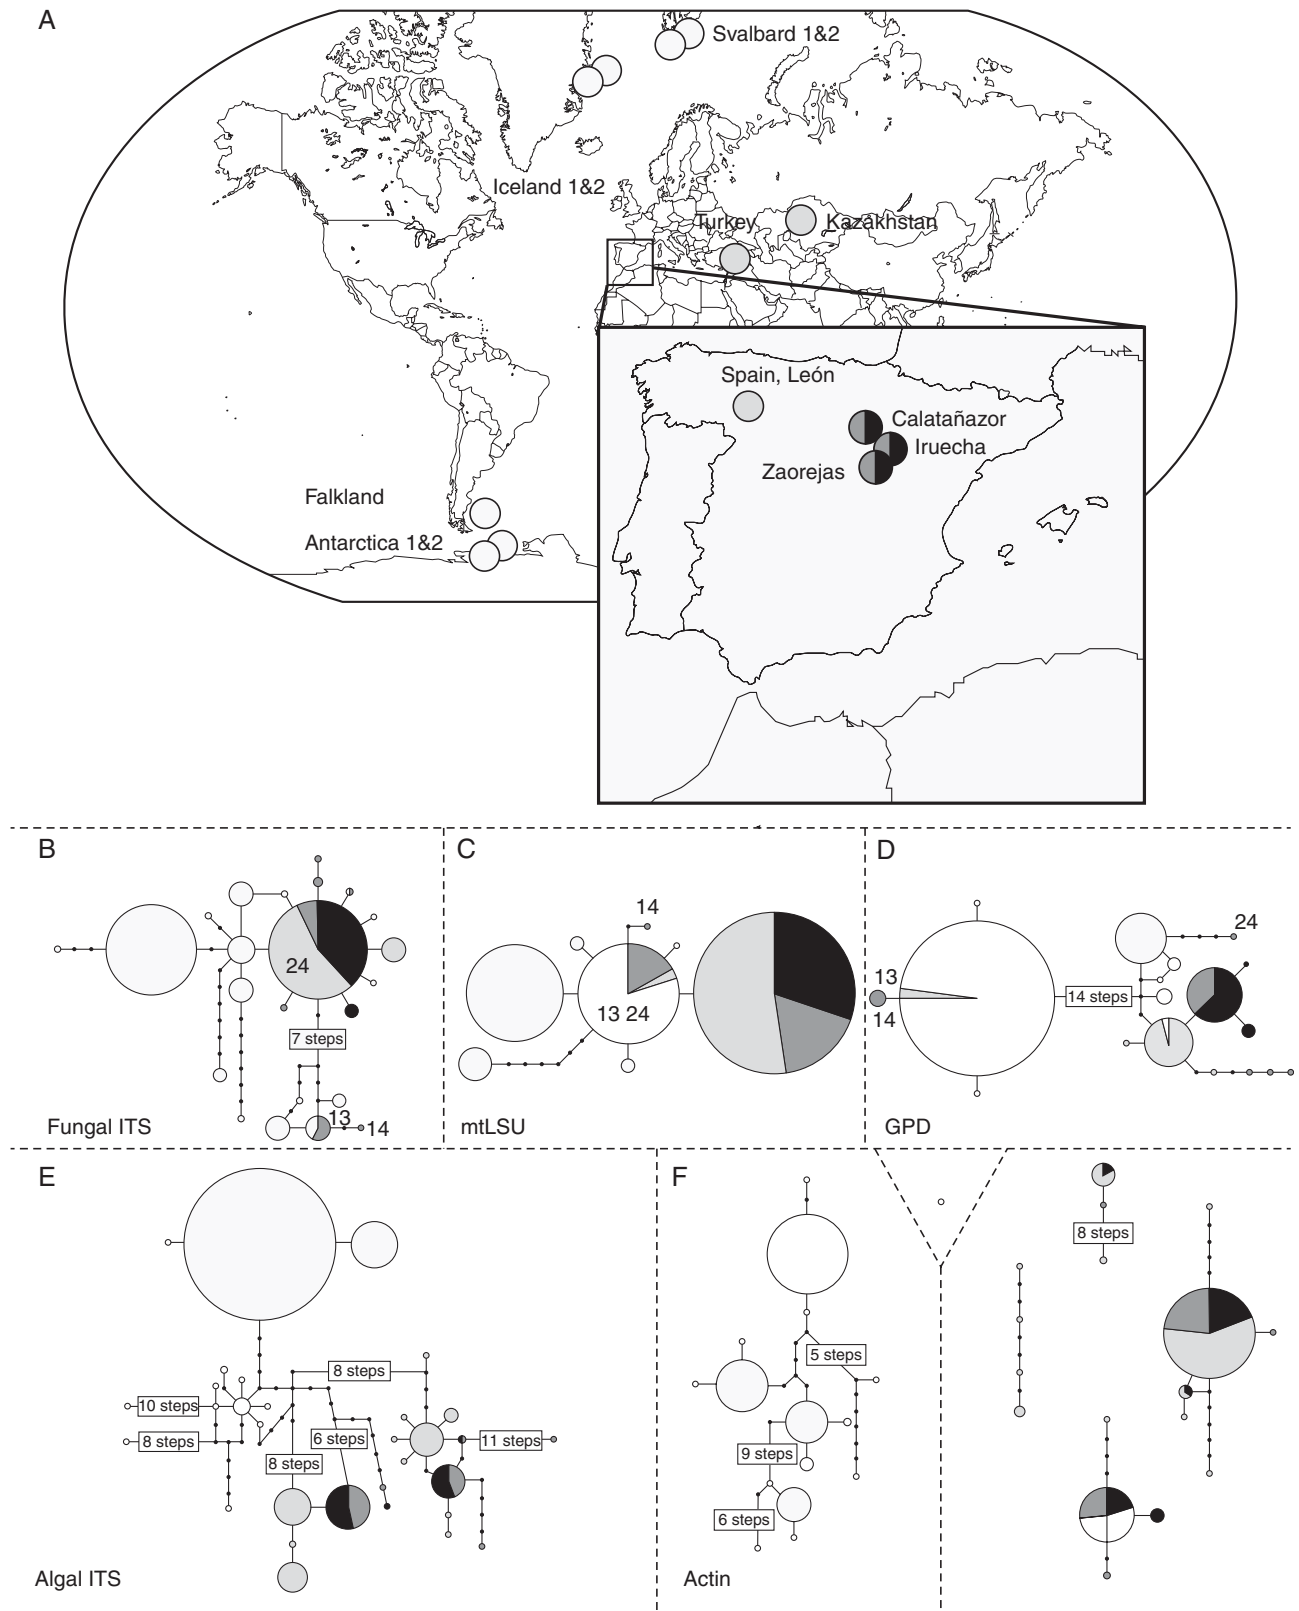 A
Svalbard 1&2
Iceland 1&2
Turkey
Kazakhstan
Spain, León
Calatañazor
Iruecha
Zaorejas
Falkland
Antarctica 1&2
B
24
7 steps
13
14
Fungal ITS
C
14
13 24
mtLSU
D
24
13
14 steps
14
GPD
E
8 steps
10 steps
8 steps
6 steps
11 steps
8 steps
Algal ITS
F
8 steps
5 steps
9 steps
6 steps
Actin